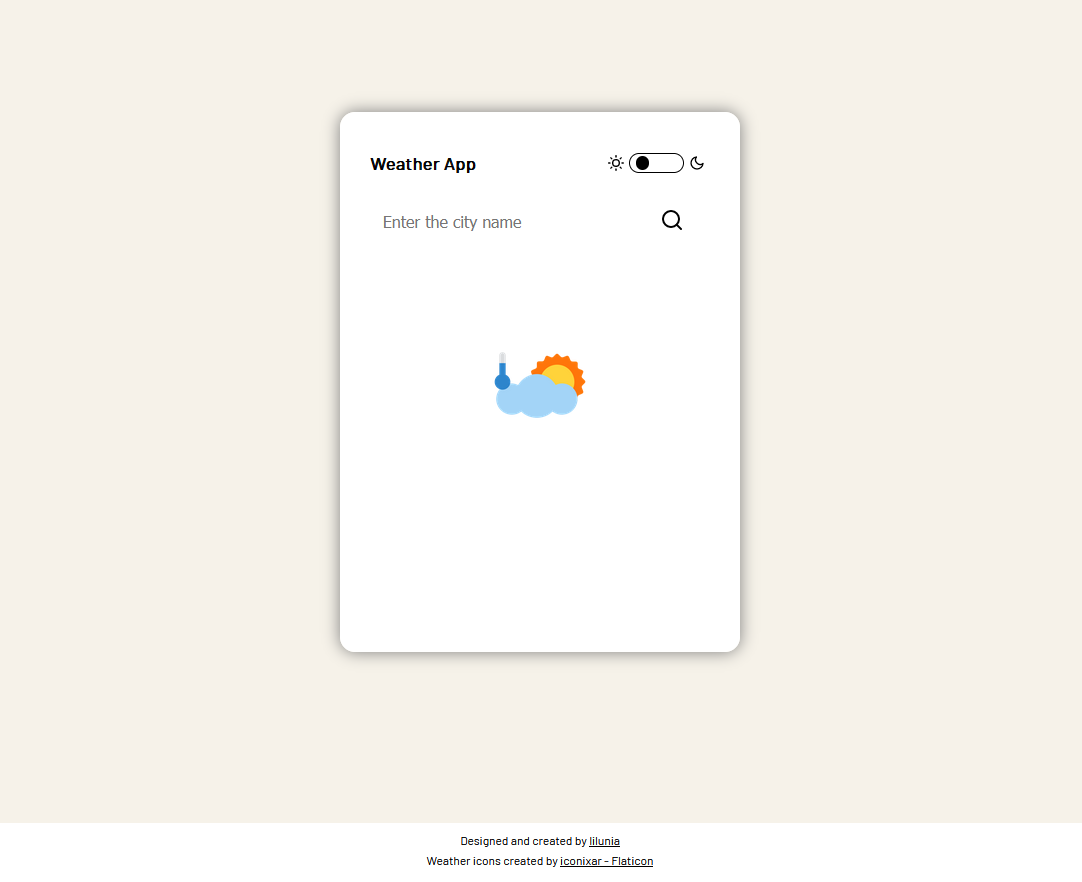 Weather App
Enter the city name
Designed and created by lilunia
Weather icons created by iconixar - Flaticon